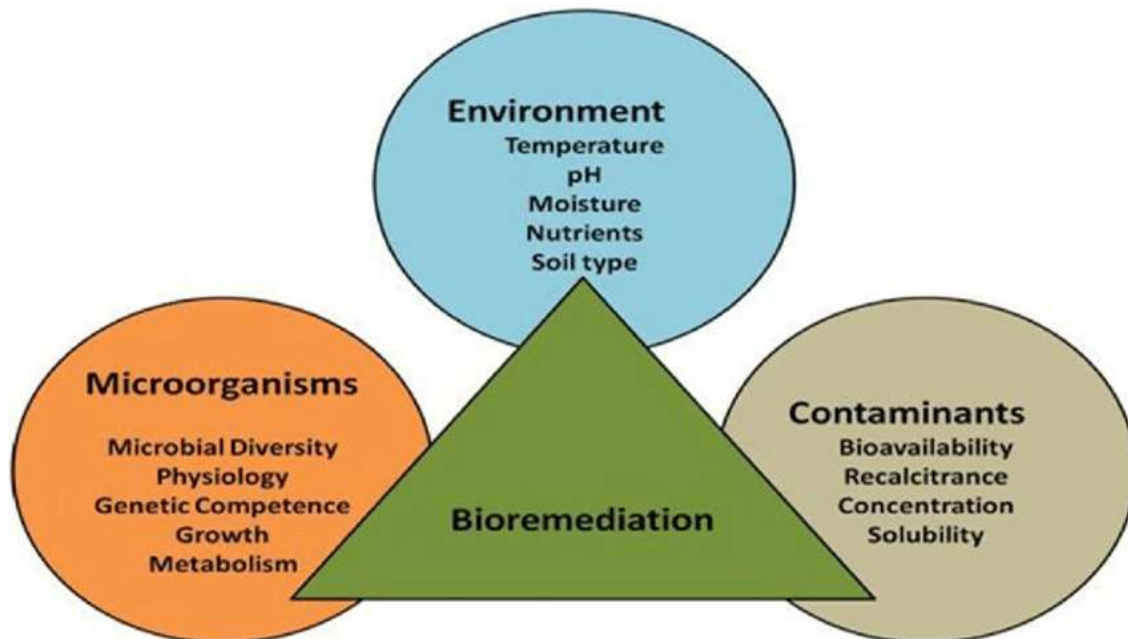 Environment
Temperature
pH
Moisture
Nutrients
Soil type
Microorganisms
Microbial Diversity
Physiology
Genetic Competence
Growth
Metabolism
Contaminants
Bioavailability
Recalcitrance
Concentration
Solubility
Bioremediation